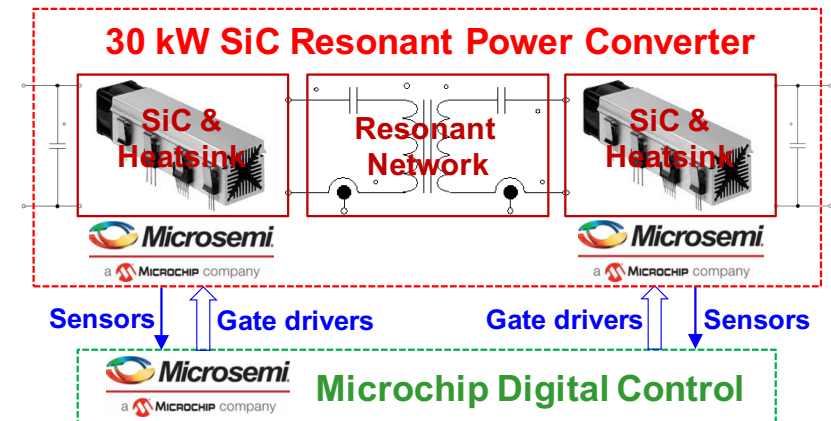 30 kW SiC Resonant Power Converter
SiC &
Heatsink
Resonant
Network
SiC &
Heatsink
Microsemi.
a MICROCHIP company
Microsemi.
a MICROCHIP company
Sensors
Gate drivers
Gate drivers
Sensors
Microsemi.
a MICROCHIP company
Microchip Digital Control